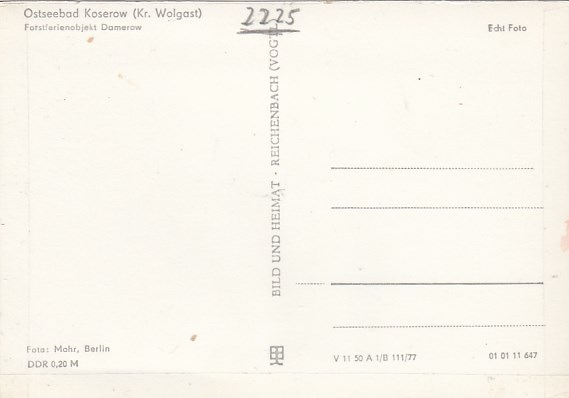 Ostseebad Koserow (Kr. Wolgast)
Forstferienobjekt Damerow
2225
Echt Foto
BILD UND HEIMAT · REICHENBACH (VOGTL
Foto: Mohr, Berlin
DDR 0,20 M
V 11 50 A 1/B 111/77
01 01 11 647